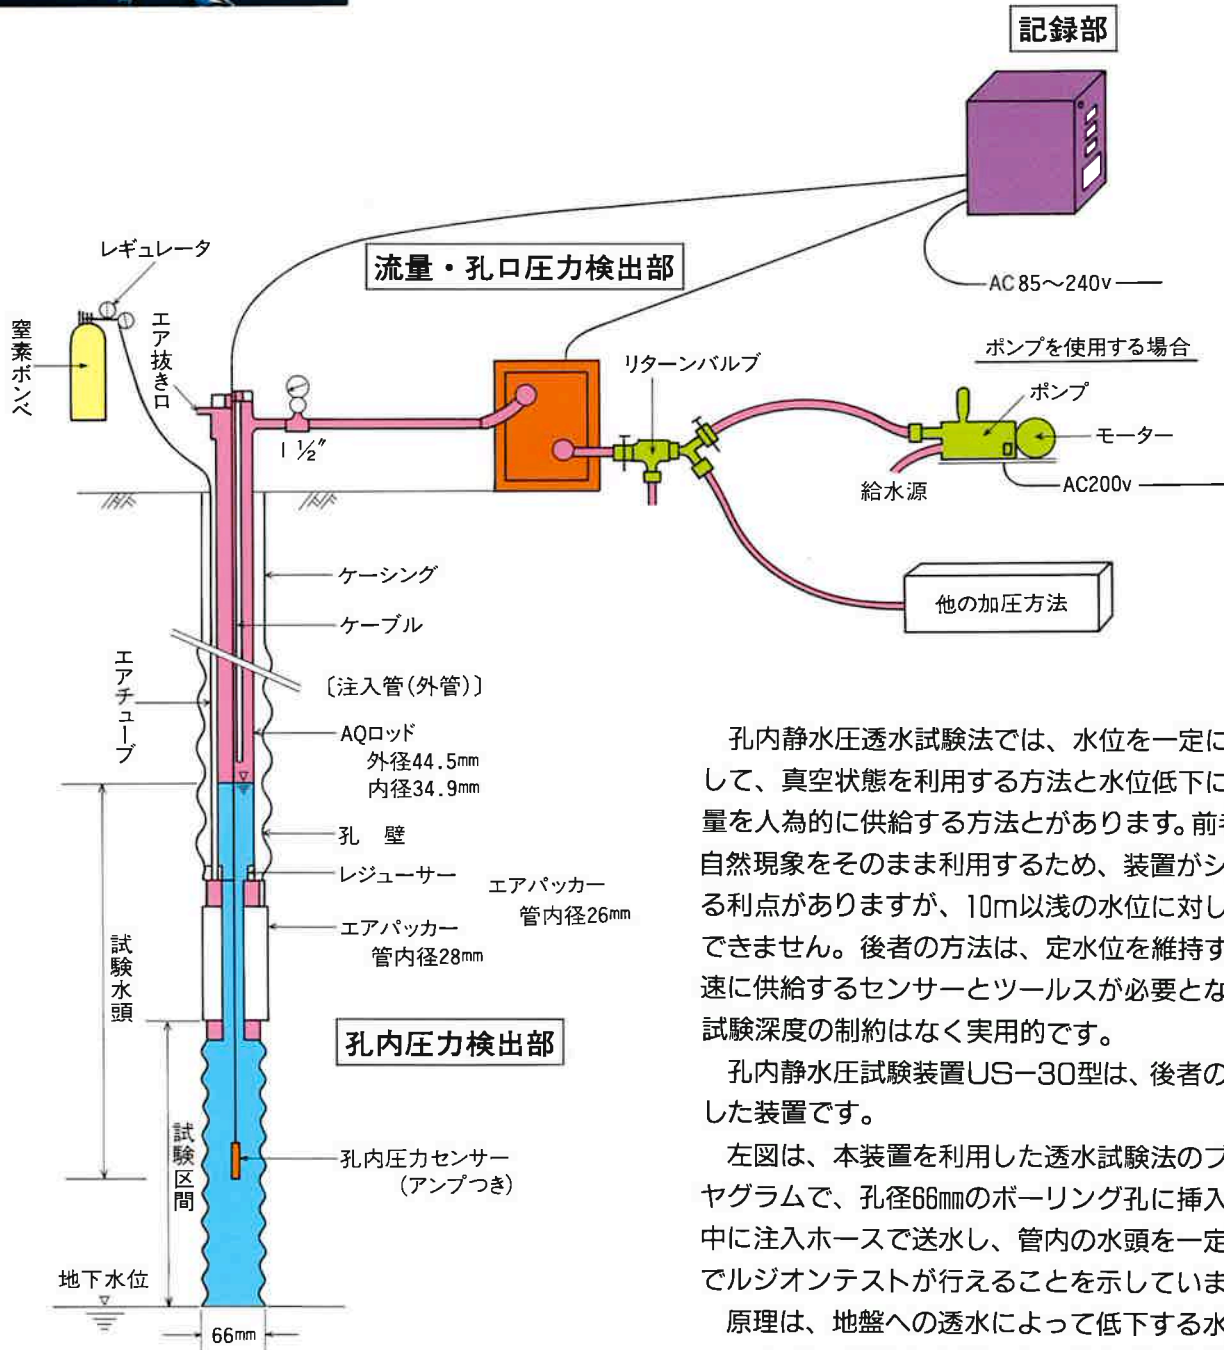 記録部
流量・孔口圧力検出部
AC85〜240v
レギュレータ
窒素ボンベ
エア抜き口
1 1/2″
リターンバルブ
ポンプを使用する場合
ポンプ
モーター
給水源
AC200v
他の加圧方法
ケーシング
ケーブル
エアチューブ
〔注入管(外管)〕
AQロッド
外径44.5mm
内径34.9mm
孔 壁
レジューサー
エアパッカー
管内径26mm
エアパッカー
管内径28mm
試験水頭
孔内圧力検出部
試験区間
孔内圧力センサー
(アンプつき)
地下水位
66mm
孔内静水圧透水試験法では、水位を一定に
して、真空状態を利用する方法と水位低下に
量を人為的に供給する方法とがあります。前
自然現象をそのまま利用するため、装置がシ
る利点がありますが、10m以浅の水位に対し
できません。後者の方法は、定水位を維持す
速に供給するセンサーとツールスが必要とな
試験深度の制約はなく実用的です。
孔内静水圧試験装置US−30型は、後者の
した装置です。
左図は、本装置を利用した透水試験法のブ
ヤグラムで、孔径66mmのボーリング孔に挿入
中に注入ホースで送水し、管内の水頭を一定
でルジオンテストが行えることを示していま
原理は、地盤への透水によって低下する水